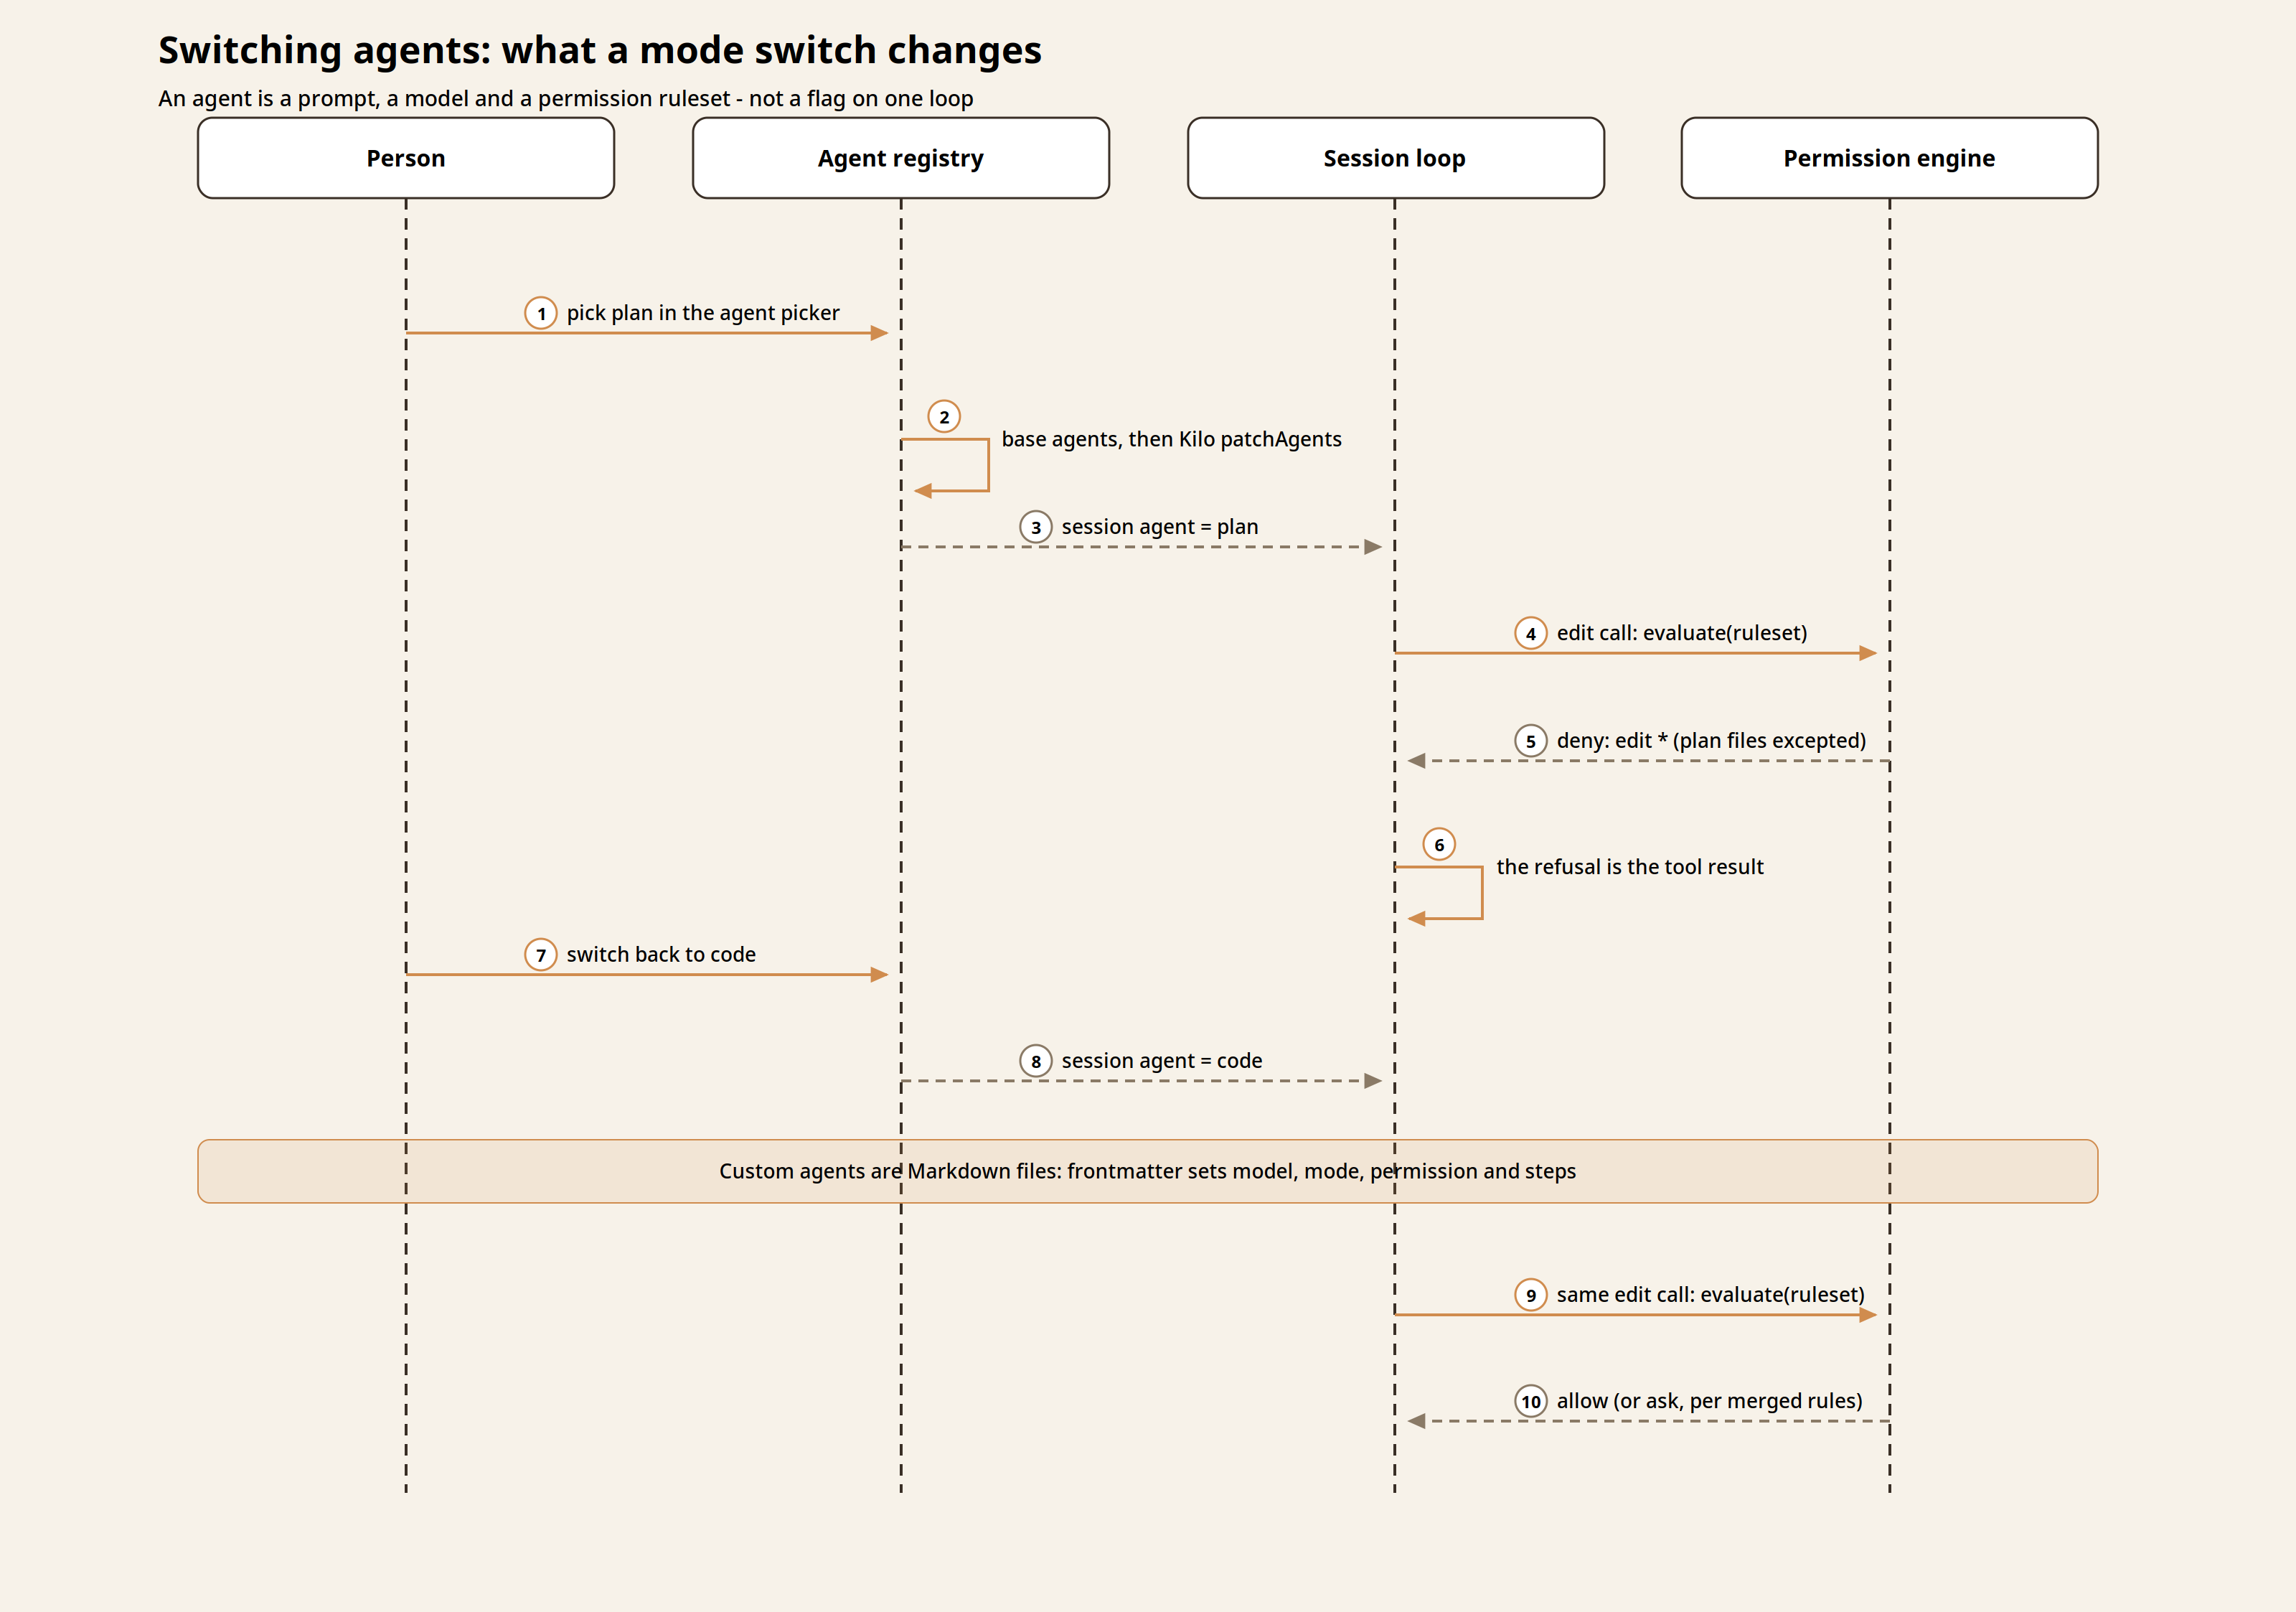 Switching agents: what a mode switch changes
An agent is a prompt, a model and a permission ruleset - not a flag on one loop
Person
Agent registry
Session loop
Permission engine
1 pick plan in the agent picker
2 base agents, then Kilo patchAgents
3 session agent = plan
4 edit call: evaluate(ruleset)
5 deny: edit * (plan files excepted)
6 the refusal is the tool result
7 switch back to code
8 session agent = code
Custom agents are Markdown files: frontmatter sets model, mode, permission and steps
9 same edit call: evaluate(ruleset)
10 allow (or ask, per merged rules)